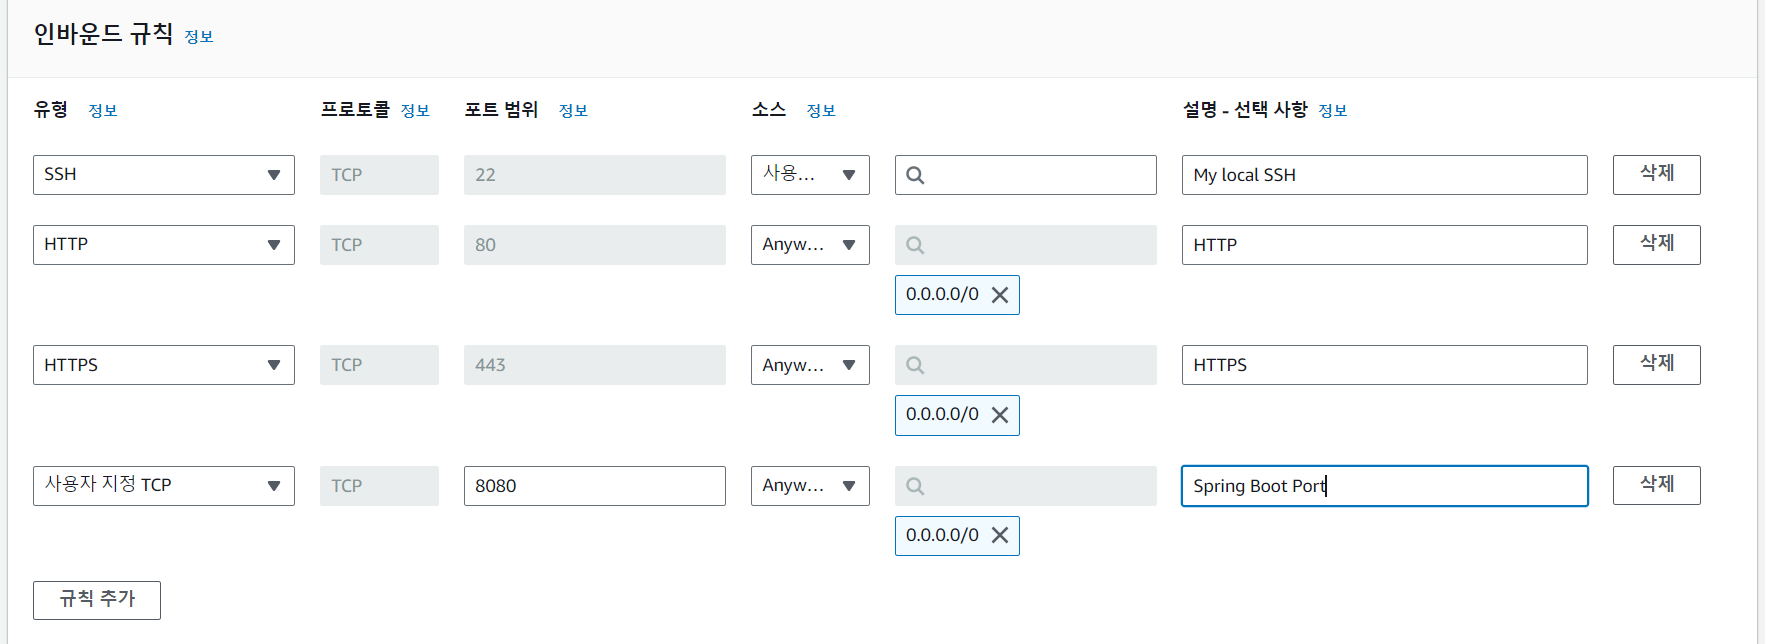 인바운드 규칙 정보
유형 정보 프로토콜 정보 포트 범위 정보 소스 정보 설명 - 선택 사항 정보
SSH TCP 22 사용... My local SSH 삭제
HTTP TCP 80 Anyw... HTTP 삭제
0.0.0.0/0
HTTPS TCP 443 Anyw... HTTPS 삭제
0.0.0.0/0
사용자 지정 TCP TCP 8080 Anyw... Spring Boot Port 삭제
0.0.0.0/0
규칙 추가